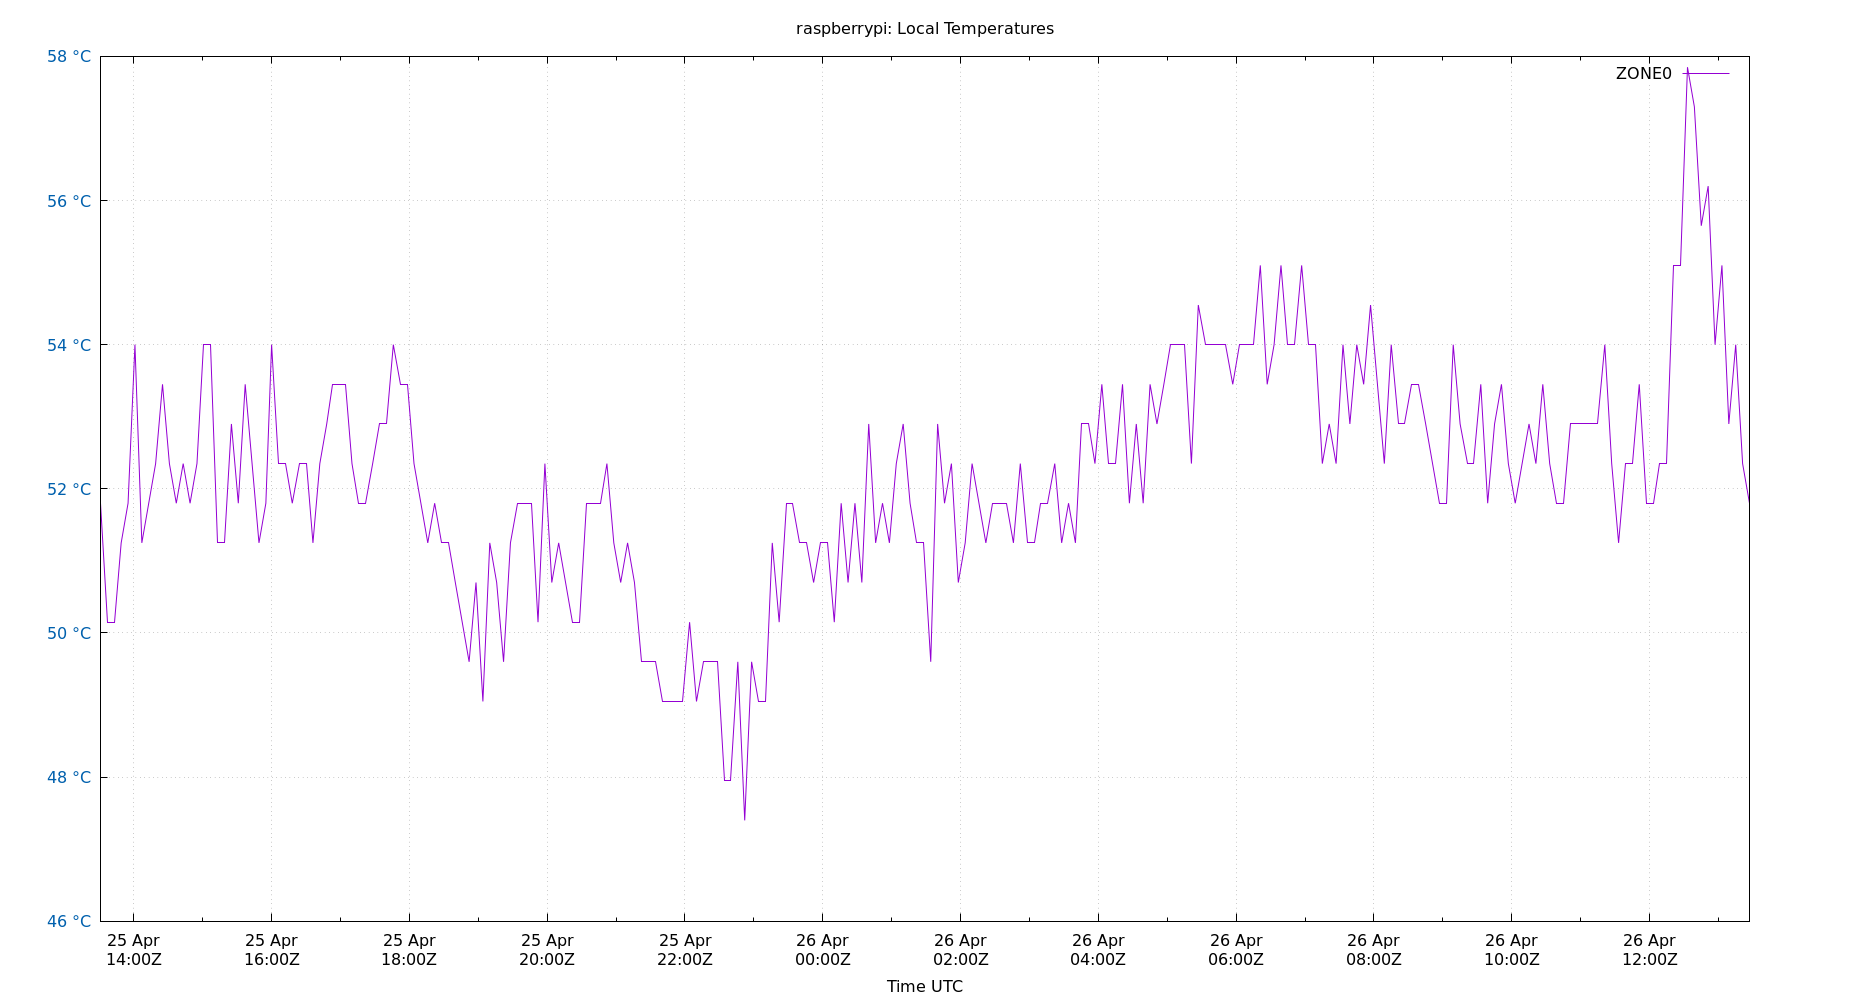 raspberrypi: Local Temperatures
58 °C
ZONE0
56 °C
54 °C
52 °C
50 °C
48 °C
46 °C
25 Apr 25 Apr 25 Apr 25 Apr 25 Apr 26 Apr 26 Apr 26 Apr 26 Apr 26 Apr 26 Apr 26 Apr
14:00Z 16:00Z 18:00Z 20:00Z 22:00Z 00:00Z 02:00Z 04:00Z 06:00Z 08:00Z 10:00Z 12:00Z
Time UTC